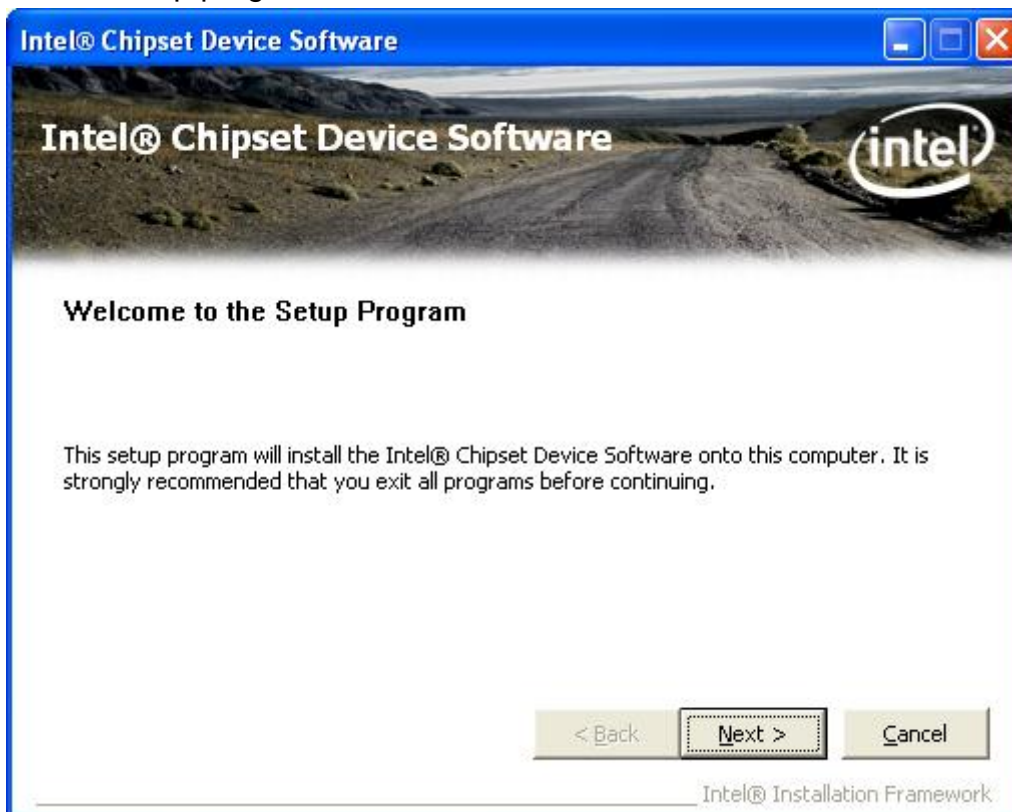 Intel® Chipset Device Software
Intel® Chipset Device Software
intel
Welcome to the Setup Program
This setup program will install the Intel® Chipset Device Software onto this computer. It is
strongly recommended that you exit all programs before continuing.
< Back Next > Cancel
Intel® Installation Framework